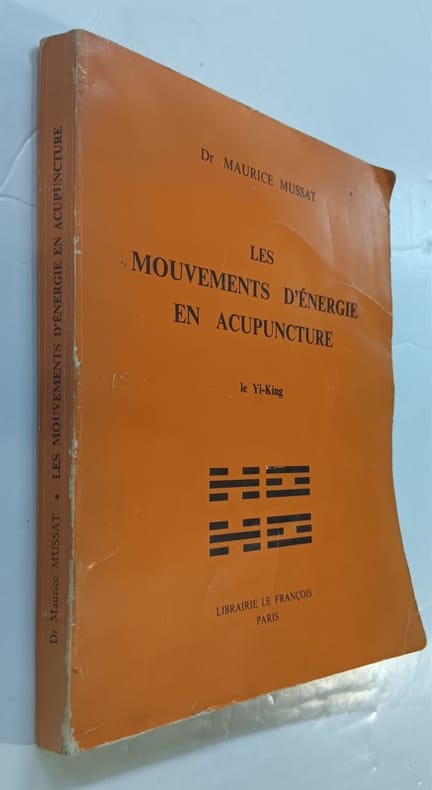 Dr Maurice MUSSAT • LES MOUVEMENTS D'ÉNERGIE EN ACUPUNCTURE
Dr MAURICE MUSSAT
LES
MOUVEMENTS D'ÉNERGIE
EN ACUPUNCTURE
le Yi-King
LIBRAIRIE LE FRANÇOIS
PARIS